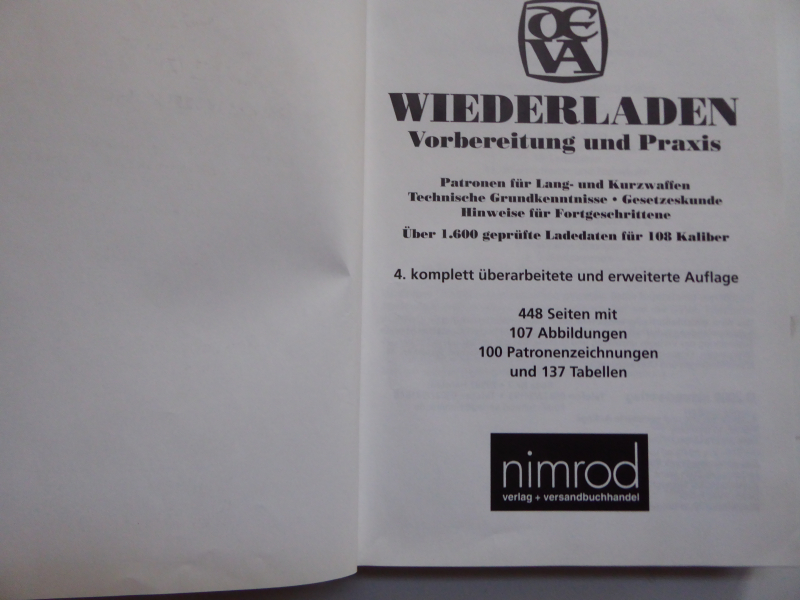 DEVA
WIEDERLADEN
Vorbereitung und Praxis
Patronen für Lang- und Kurzwaffen
Technische Grundkenntnisse • Gesetzeskunde
Hinweise für Fortgeschrittene
Über 1.600 geprüfte Ladedaten für 108 Kaliber
4. komplett überarbeitete und erweiterte Auflage
448 Seiten mit
107 Abbildungen
100 Patronenzeichnungen
und 137 Tabellen
nimrod
verlag + versandbuchhandel